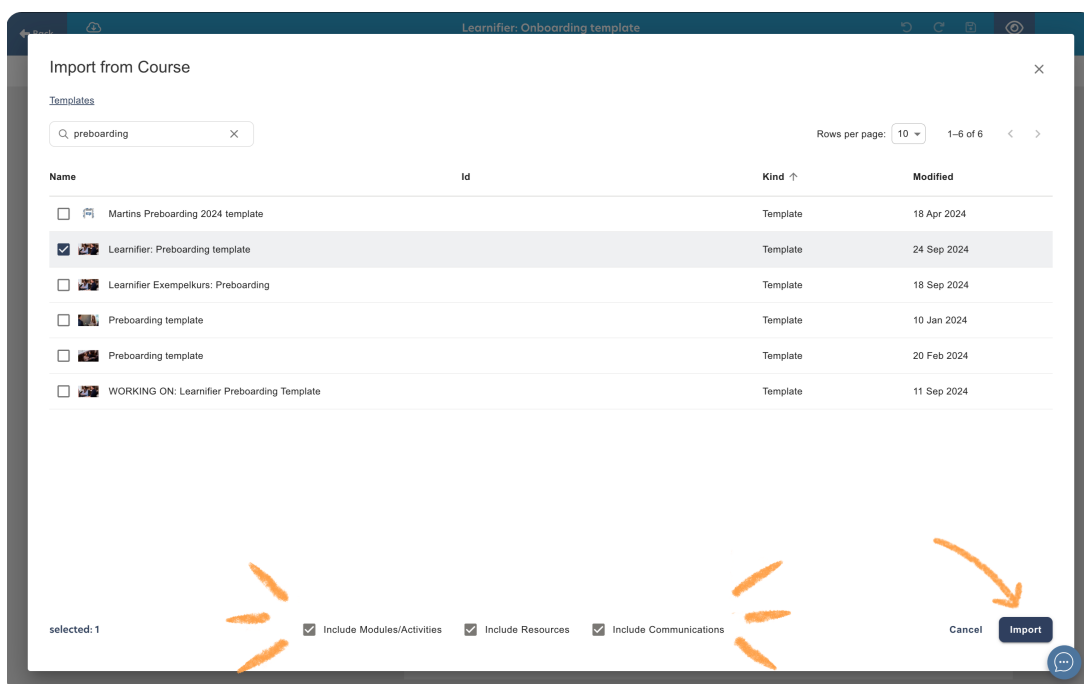 Back
Learnifier: Onboarding template
Import from Course
Templates
preboarding
Rows per page: 10 1–6 of 6
Name Id Kind Modified
Martins Preboarding 2024 template Template 18 Apr 2024
Learnifier: Preboarding template Template 24 Sep 2024
Learnifier Exempelkurs: Preboarding Template 18 Sep 2024
Preboarding template Template 10 Jan 2024
Preboarding template Template 20 Feb 2024
WORKING ON: Learnifier Preboarding Template Template 11 Sep 2024
selected: 1 Include Modules/Activities Include Resources Include Communications Cancel Import